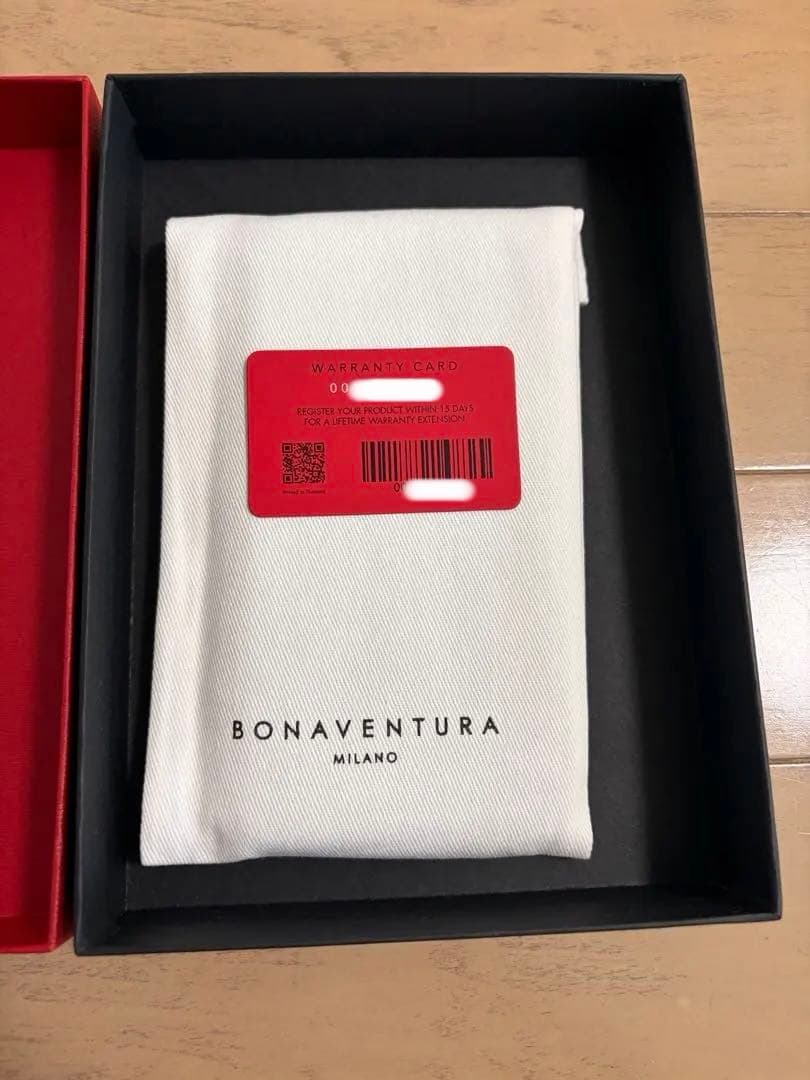 WARRANTY CARD
00
REGISTER YOUR PRODUCT WITHIN 15 DAYS
FOR A LIFETIME WARRANTY EXTENSION
0
BONAVENTURA
MILANO